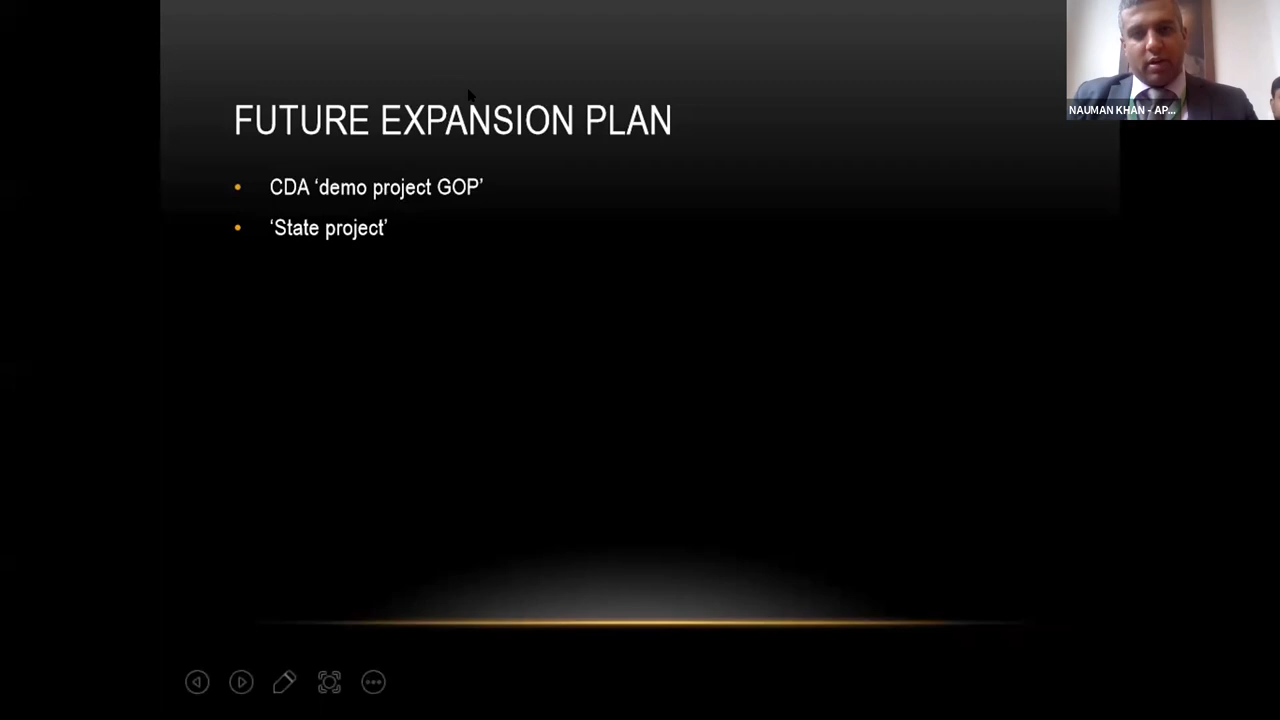 NAUMAN KHAN - AP...
FUTURE EXPANSION PLAN
• CDA ‘demo project GOP’
• ‘State project’